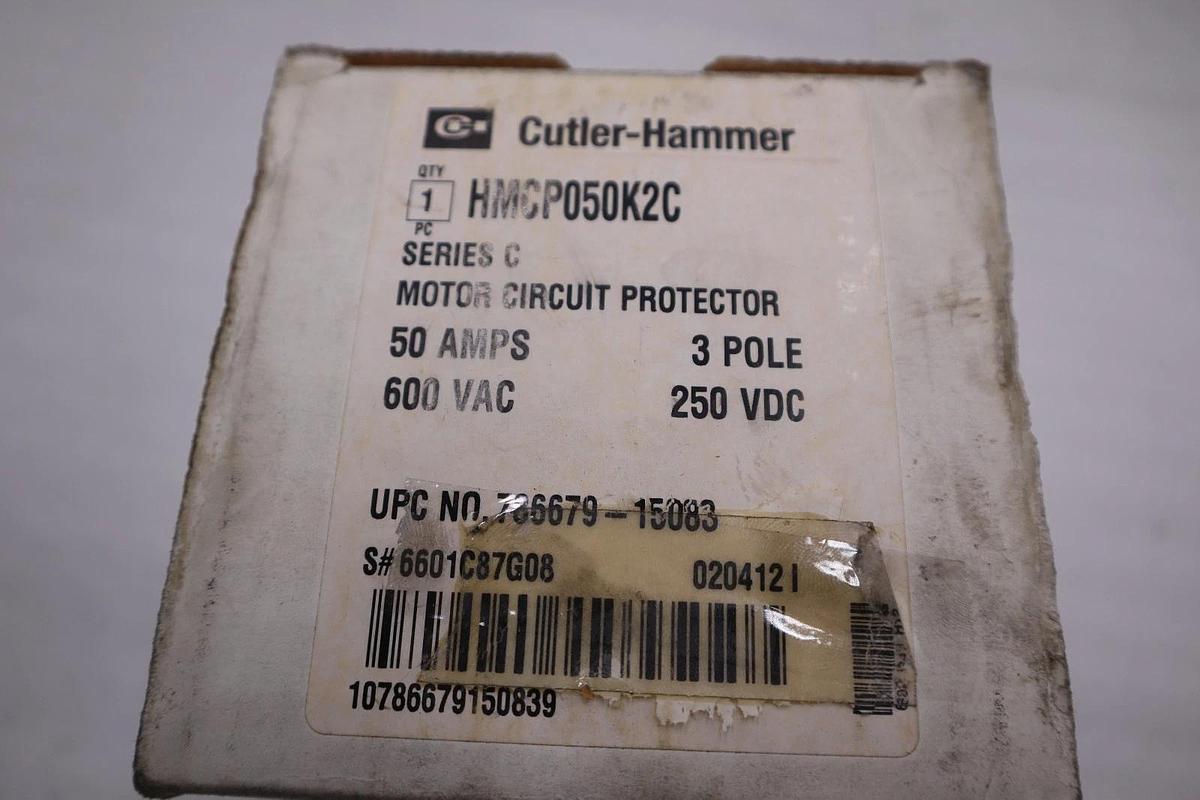 Cutler-Hammer
QTY
1
PC
HMCP050K2C
SERIES C
MOTOR CIRCUIT PROTECTOR
50 AMPS 3 POLE
600 VAC 250 VDC
UPC NO. 786679-15083
S# 6601C87G08 020412 I
10786679150839